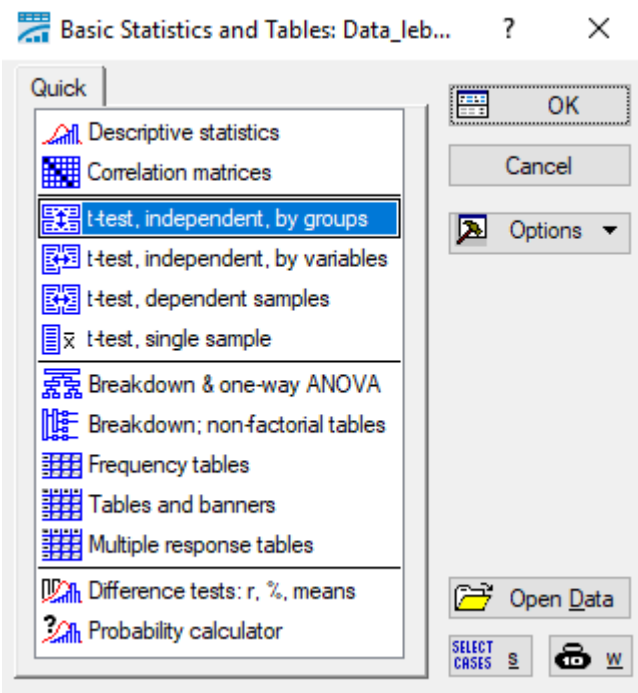 Basic Statistics and Tables: Data_leb... ? ×
Quick
Descriptive statistics
Correlation matrices
t-test, independent, by groups
t-test, independent, by variables
t-test, dependent samples
t-test, single sample
Breakdown & one-way ANOVA
Breakdown; non-factorial tables
Frequency tables
Tables and banners
Multiple response tables
Difference tests: r, %, means
Probability calculator
OK
Cancel
Options
Open Data
SELECT
CASES S
W